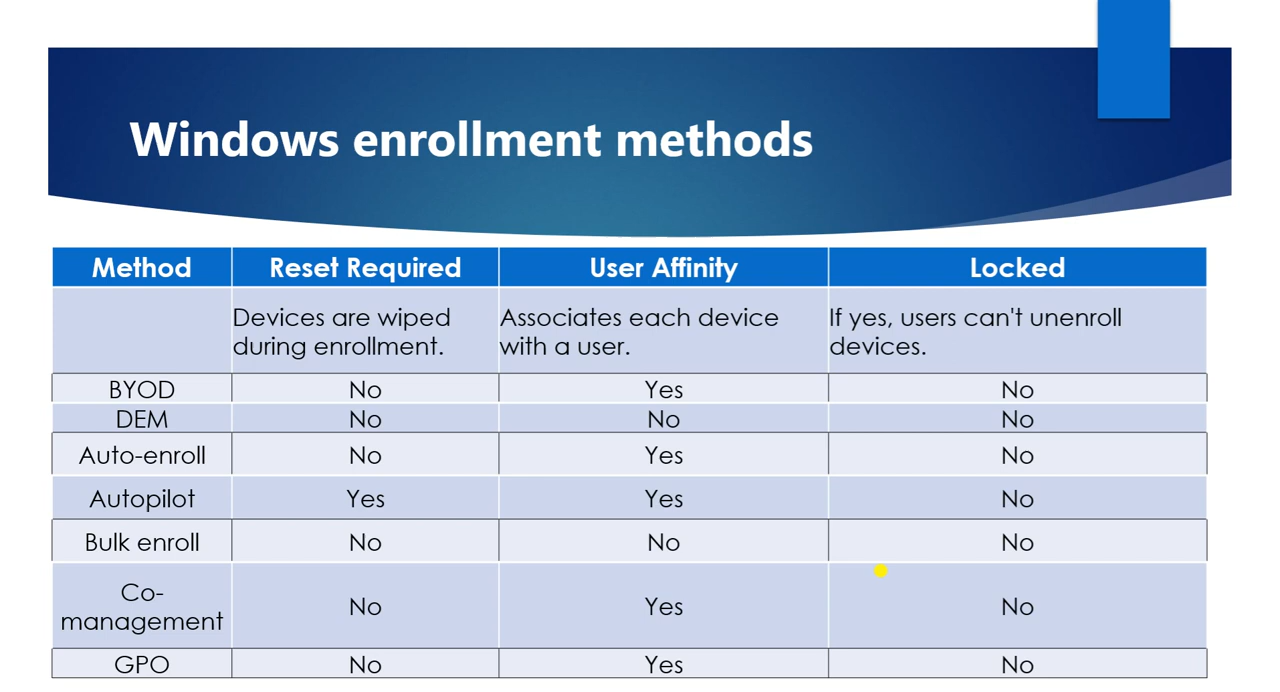 Windows enrollment methods
Method Reset Required User Affinity Locked
Devices are wiped during enrollment. Associates each device with a user. If yes, users can't unenroll devices.
BYOD No Yes No
DEM No No No
Auto-enroll No Yes No
Autopilot Yes Yes No
Bulk enroll No No No
Co-management No Yes No
GPO No Yes No